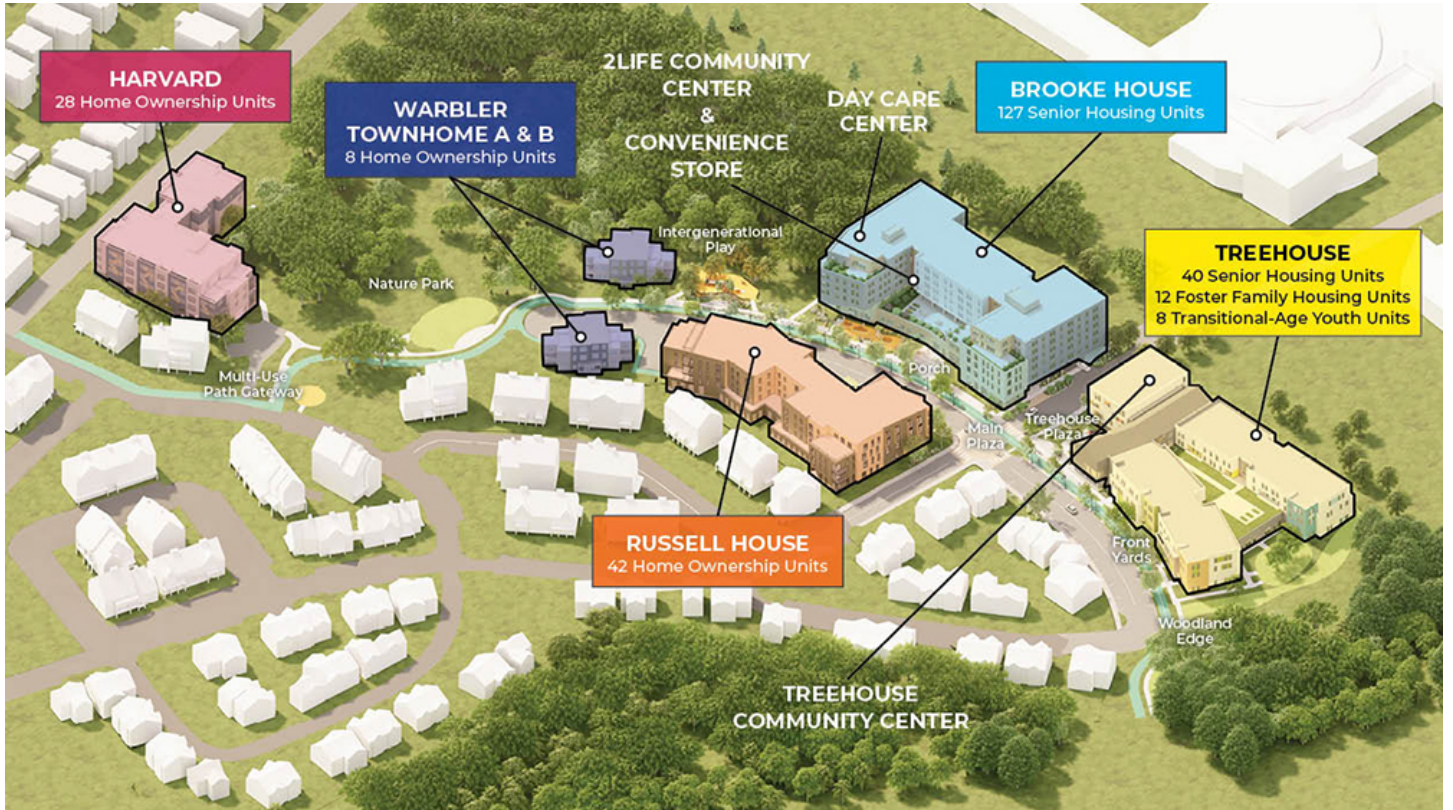 HARVARD
28 Home Ownership Units
WARBLER
TOWNHOME A & B
8 Home Ownership Units
2LIFE COMMUNITY
CENTER
&
CONVENIENCE
STORE
DAY CARE
CENTER
BROOKE HOUSE
127 Senior Housing Units
TREEHOUSE
40 Senior Housing Units
12 Foster Family Housing Units
8 Transitional-Age Youth Units
Intergenerational
Play
Nature Park
Multi-Use
Path Gateway
Porch
Main
Plaza
Treehouse
Plaza
RUSSELL HOUSE
42 Home Ownership Units
Front
Yards
Woodland
Edge
TREEHOUSE
COMMUNITY CENTER